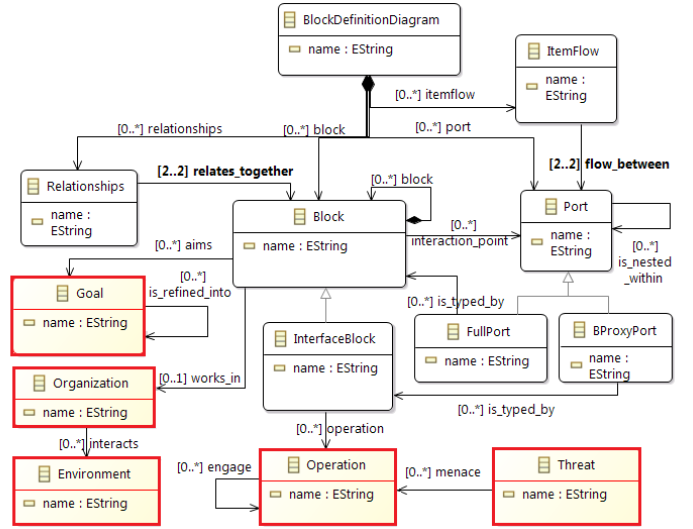 BlockDefinitionDiagram
name : EString
ItemFlow
name :
EString
[0..*] itemflow
[0..*] relationships
[0..*] block
[0..*] port
[2..2] relates_together
[2..2] flow_between
Relationships
name :
EString
[0..*] block
Block
name : EString
[0..*]
interaction_point
Port
name :
EString
[0..*]
is_nested
_within
[0..*] aims
[0..*]
is_refined_into
Goal
name : EString
[0..*] is_typed_by
InterfaceBlock
name : EString
FullPort
name : EString
BProxyPort
name :
EString
Organization
name : EString
[0..1] works_in
[0..*] is_typed_by
[0..*] operation
[0..*] interacts
Environment
name : EString
[0..*] engage
Operation
name : EString
[0..*] menace
Threat
name : EString